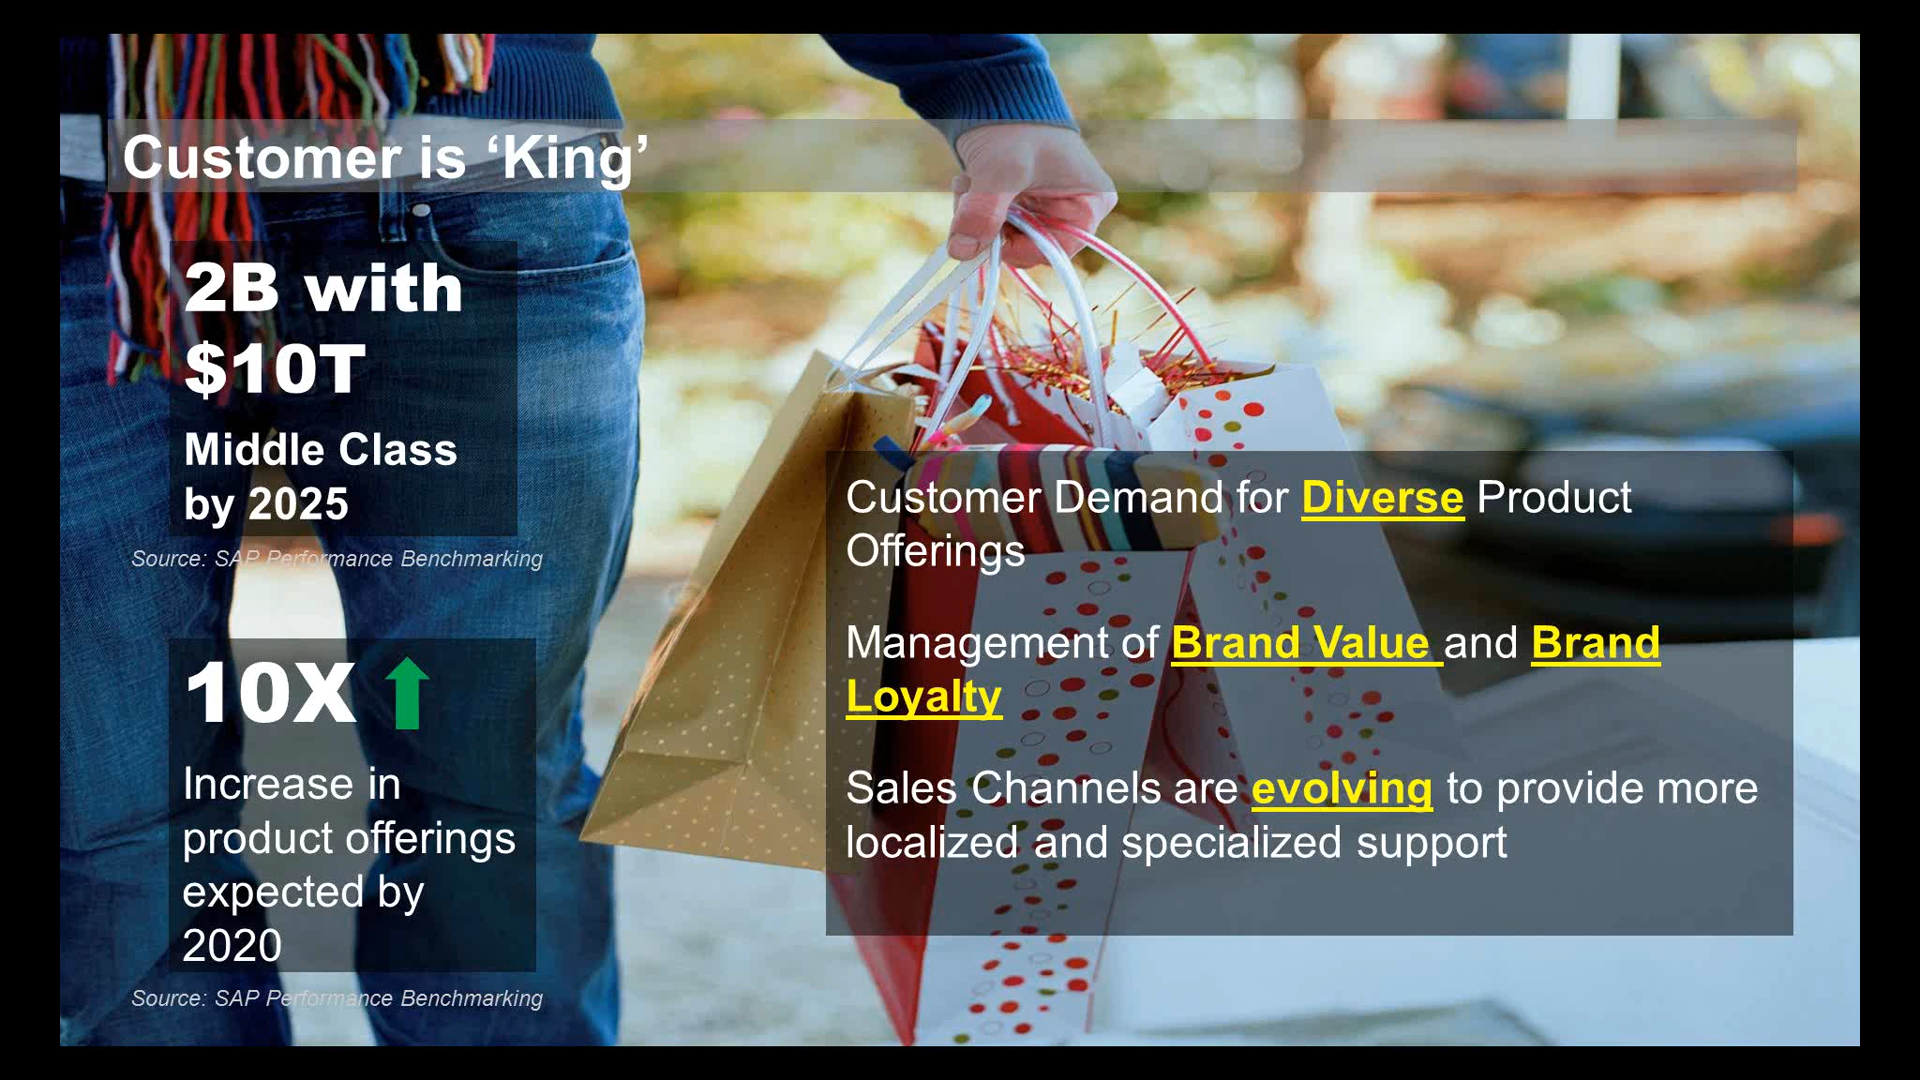 Customer is ‘King’
2B with
$10T
Middle Class
by 2025
Source: SAP Performance Benchmarking
10X
Increase in
product offerings
expected by
2020
Source: SAP Performance Benchmarking
Customer Demand for Diverse Product
Offerings
Management of Brand Value and Brand
Loyalty
Sales Channels are evolving to provide more
localized and specialized support